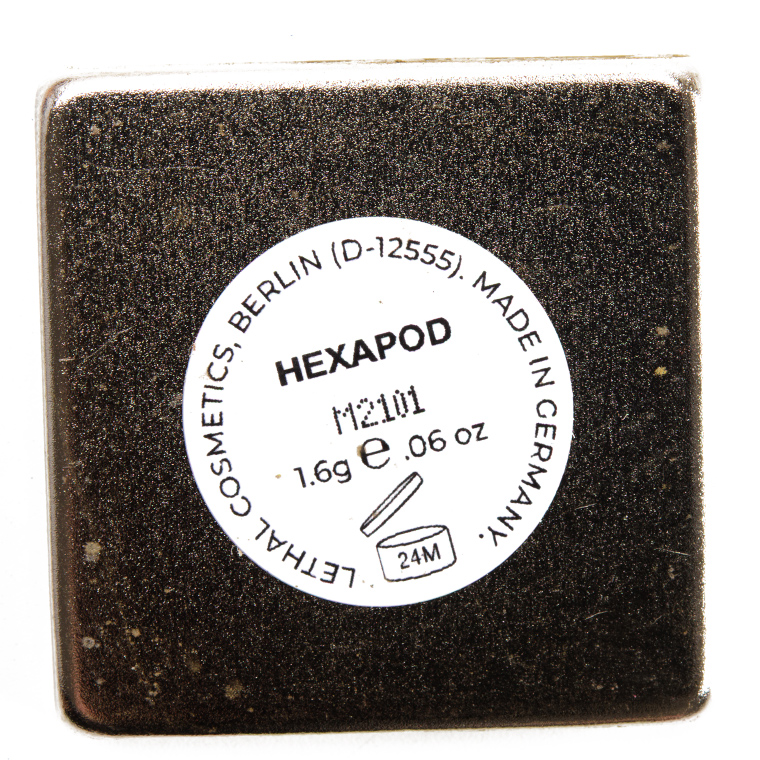 LETHAL COSMETICS, BERLIN (D-12555). MADE IN GERMANY.
HEXAPOD
M2101
1.6g ℮ .06 oz
24M